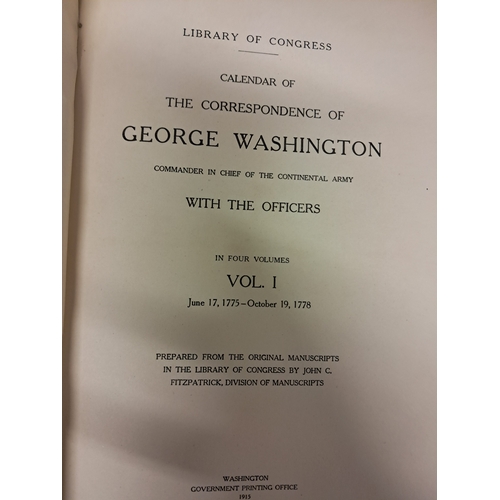 LIBRARY OF CONGRESS
CALENDAR OF
THE CORRESPONDENCE OF
GEORGE WASHINGTON
COMMANDER IN CHIEF OF THE CONTINENTAL ARMY
WITH THE OFFICERS
IN FOUR VOLUMES
VOL. I
June 17, 1775–October 19, 1778
PREPARED FROM THE ORIGINAL MANUSCRIPTS
IN THE LIBRARY OF CONGRESS BY JOHN C.
FITZPATRICK, DIVISION OF MANUSCRIPTS
WASHINGTON
GOVERNMENT PRINTING OFFICE
1915